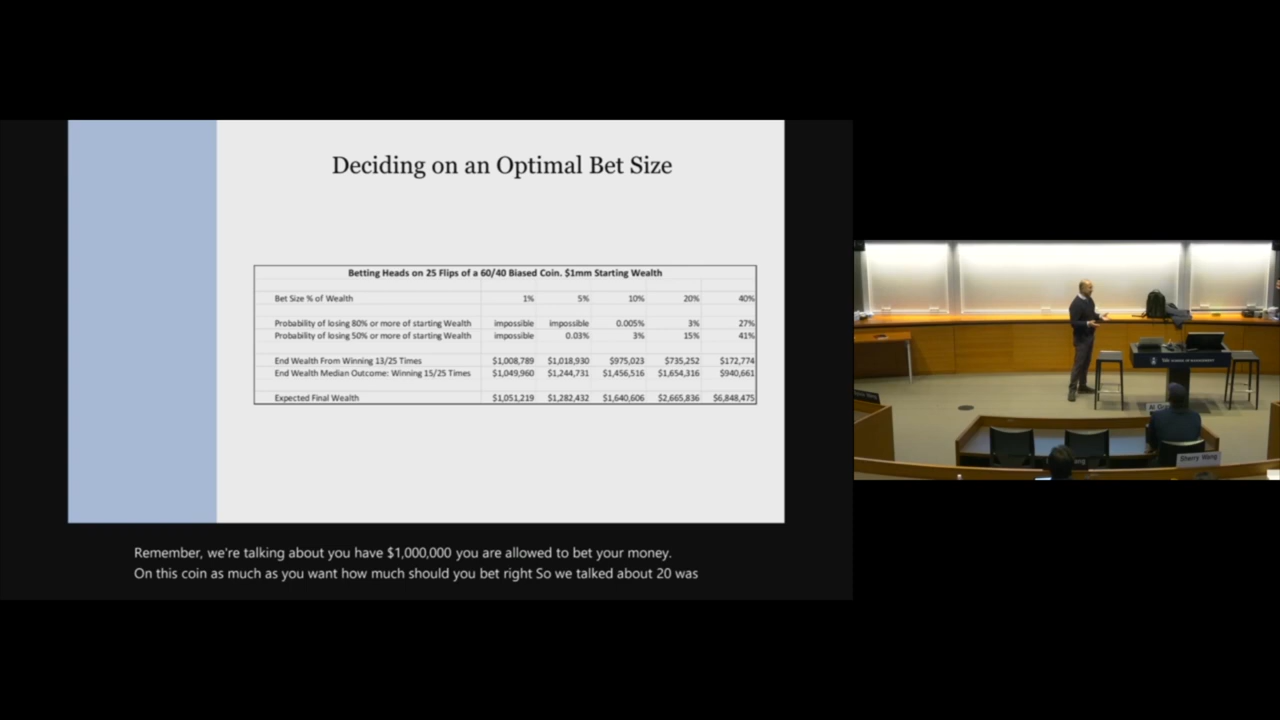 Deciding on an Optimal Bet Size
Betting Heads on 25 Flips of a 60/40 Biased Coin. $1mm Starting Wealth
Bet Size % of Wealth 1% 5% 10% 20% 40%
Probability of losing 80% or more of starting Wealth impossible impossible 0.005% 3% 27%
Probability of losing 50% or more of starting Wealth impossible 0.03% 3% 15% 41%
End Wealth From Winning 13/25 Times $1,008,789 $1,018,930 $975,023 $735,252 $172,774
End Wealth Median Outcome: Winning 15/25 Times $1,049,960 $1,244,731 $1,456,516 $1,654,316 $940,661
Expected Final Wealth $1,051,219 $1,282,432 $1,640,606 $2,665,836 $6,848,475
Remember, we're talking about you have $1,000,000 you are allowed to bet your money.
On this coin as much as you want how much should you bet right So we talked about 20 was
SCHOOL OF MANAGEMENT
Sherry Wang